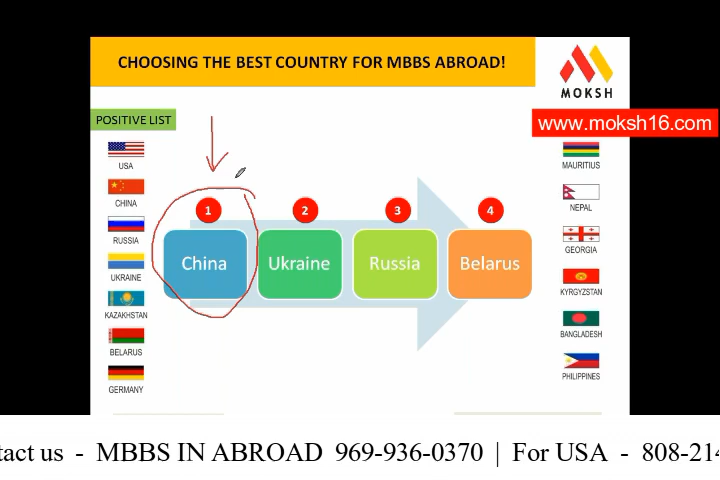 CHOOSING THE BEST COUNTRY FOR MBBS ABROAD!
MOKSH
www.moksh16.com
POSITIVE LIST
USA
CHINA
RUSSIA
UKRAINE
KAZAKHSTAN
BELARUS
GERMANY
1
2
3
4
China
Ukraine
Russia
Belarus
MAURITIUS
NEPAL
GEORGIA
KYRGYZSTAN
BANGLADESH
PHILIPPINES
tact us - MBBS IN ABROAD 969-936-0370 | For USA - 808-214